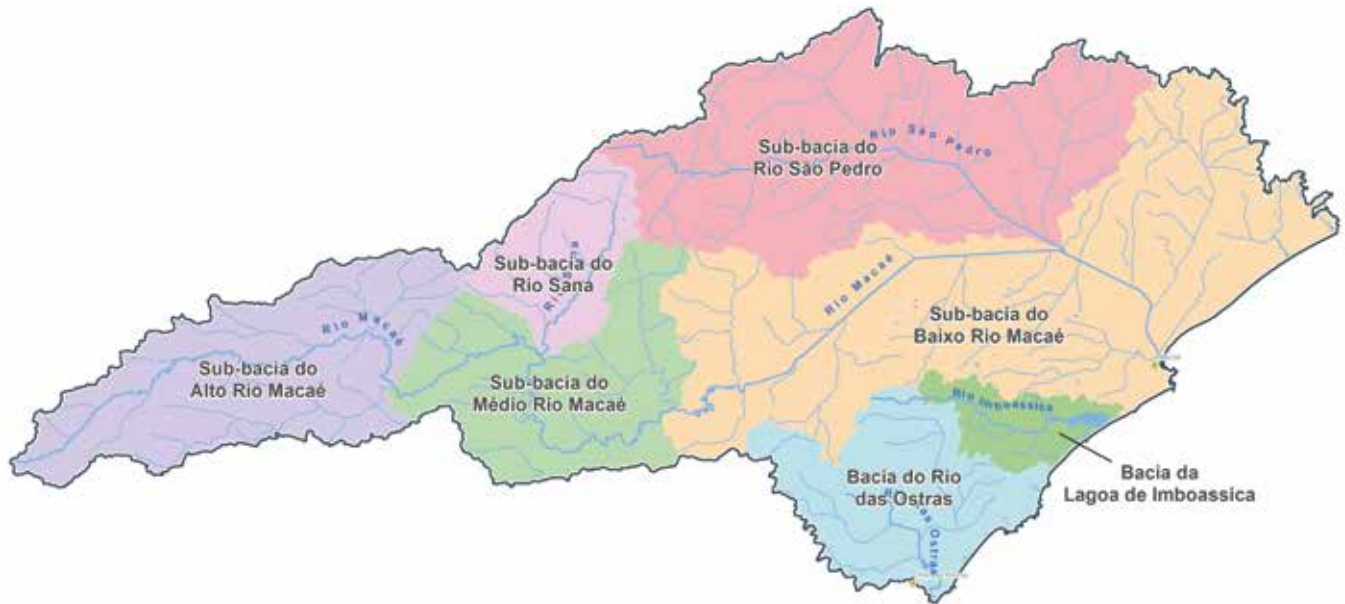 Rio São Pedro
Sub-bacia do
Rio São Pedro
Sub-bacia do
Rio Sana
Rio Macaé
Rio Macaé
Sub-bacia do
Alto Rio Macaé
Sub-bacia do
Médio Rio Macaé
Sub-bacia do
Baixo Rio Macaé
Rio Imboassica
Bacia da
Lagoa de Imboassica
Bacia do Rio
das Ostras
Ostras